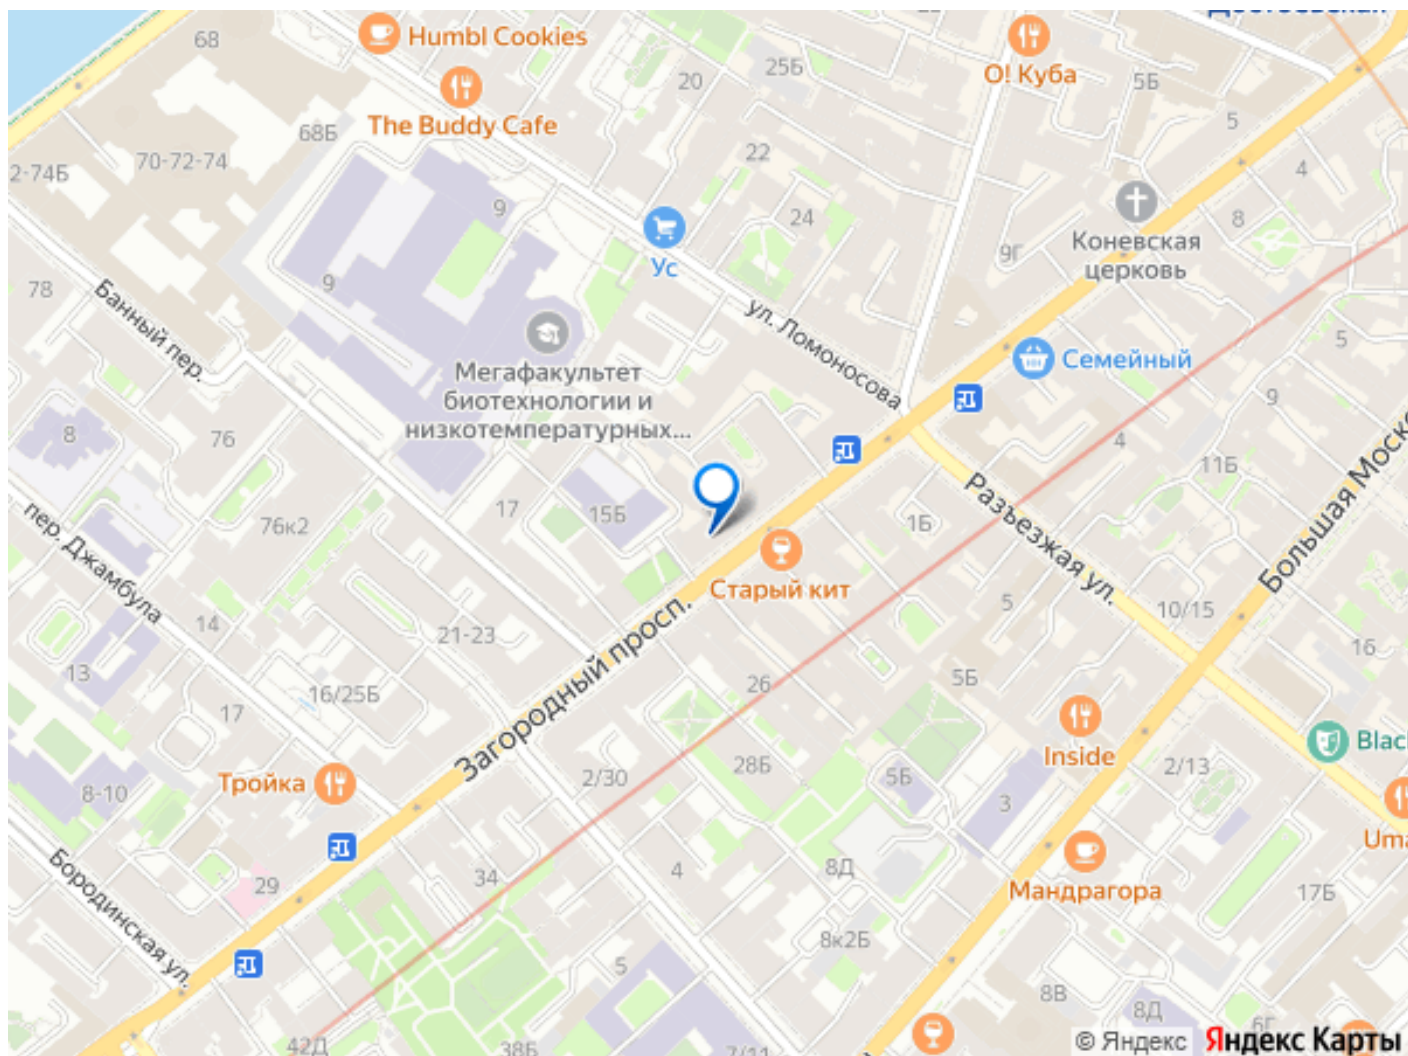 68
Humbl Cookies
The Buddy Cafe
20
25Б
О! Куба
5Б
5
68Б
70-72-74
2-74Б
22
4
9
24
8
Коневская
церковь
9Г
Ус
9
78
Банный пер.
ул. Ломоносова
Мегафакультет
биотехнологии и
низкотемпературных...
Семейный
5
9
8
76
4
11Б
76к2
17
15Б
1Б
Разъезжая ул.
Большая Моско
пер. Джамбула
Старый кит
14
21-23
5
10/15
16
Загородный просп.
13
16/25Б
17
26
5Б
Inside
Blac
Тройка
2/30
28Б
5Б
2/13
8-10
3
Uma
Бородинская ул.
29
34
4
8Д
Мандрагора
17Б
8к2Б
5
8В
8Д
6Г
42Д
38Б
7/11
© Яндекс
Яндекс Карты